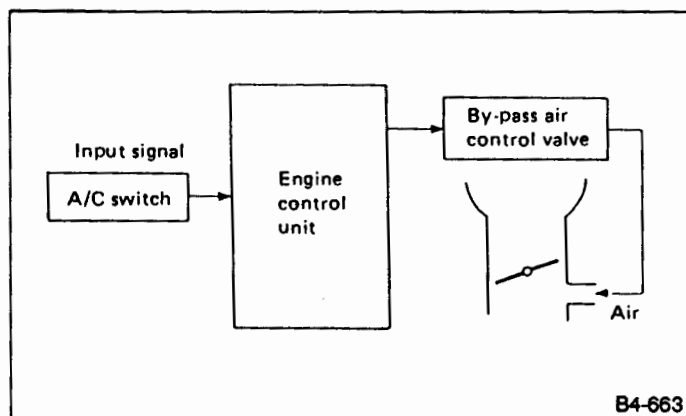 Input signal
A/C switch
Engine
control
unit
By-pass air
control valve
Air
B4-663